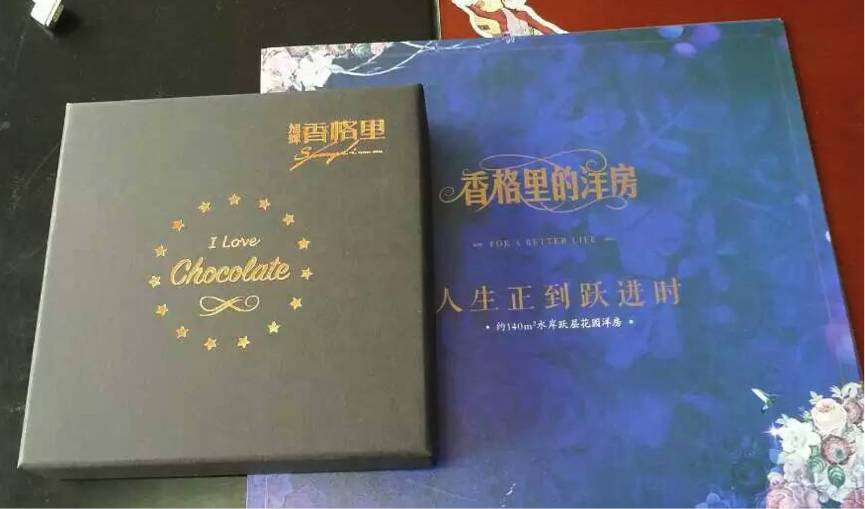 香格里
I Love
Chocolate
香格里的洋房
FOR A BETTER LIFE
人生正到跃进时
• 约140m²水岸跃层花园洋房 •